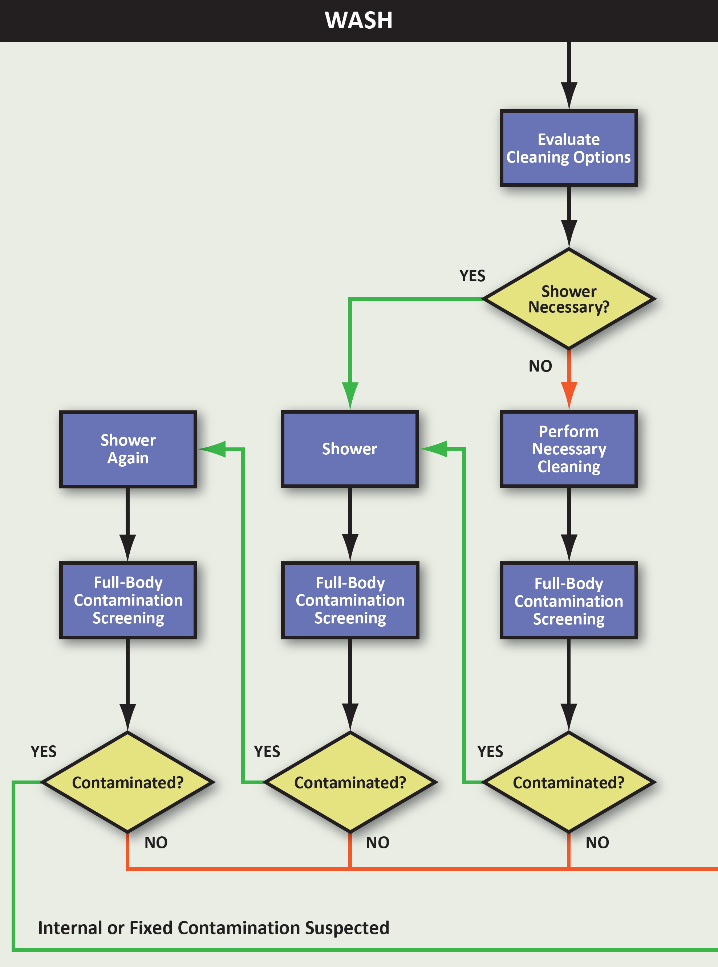 WASH
Evaluate
Cleaning Options
YES
Shower
Necessary?
NO
Shower
Again
Shower
Perform
Necessary
Cleaning
Full-Body
Contamination
Screening
Full-Body
Contamination
Screening
Full-Body
Contamination
Screening
YES
Contaminated?
NO
YES
Contaminated?
NO
YES
Contaminated?
NO
Internal or Fixed Contamination Suspected